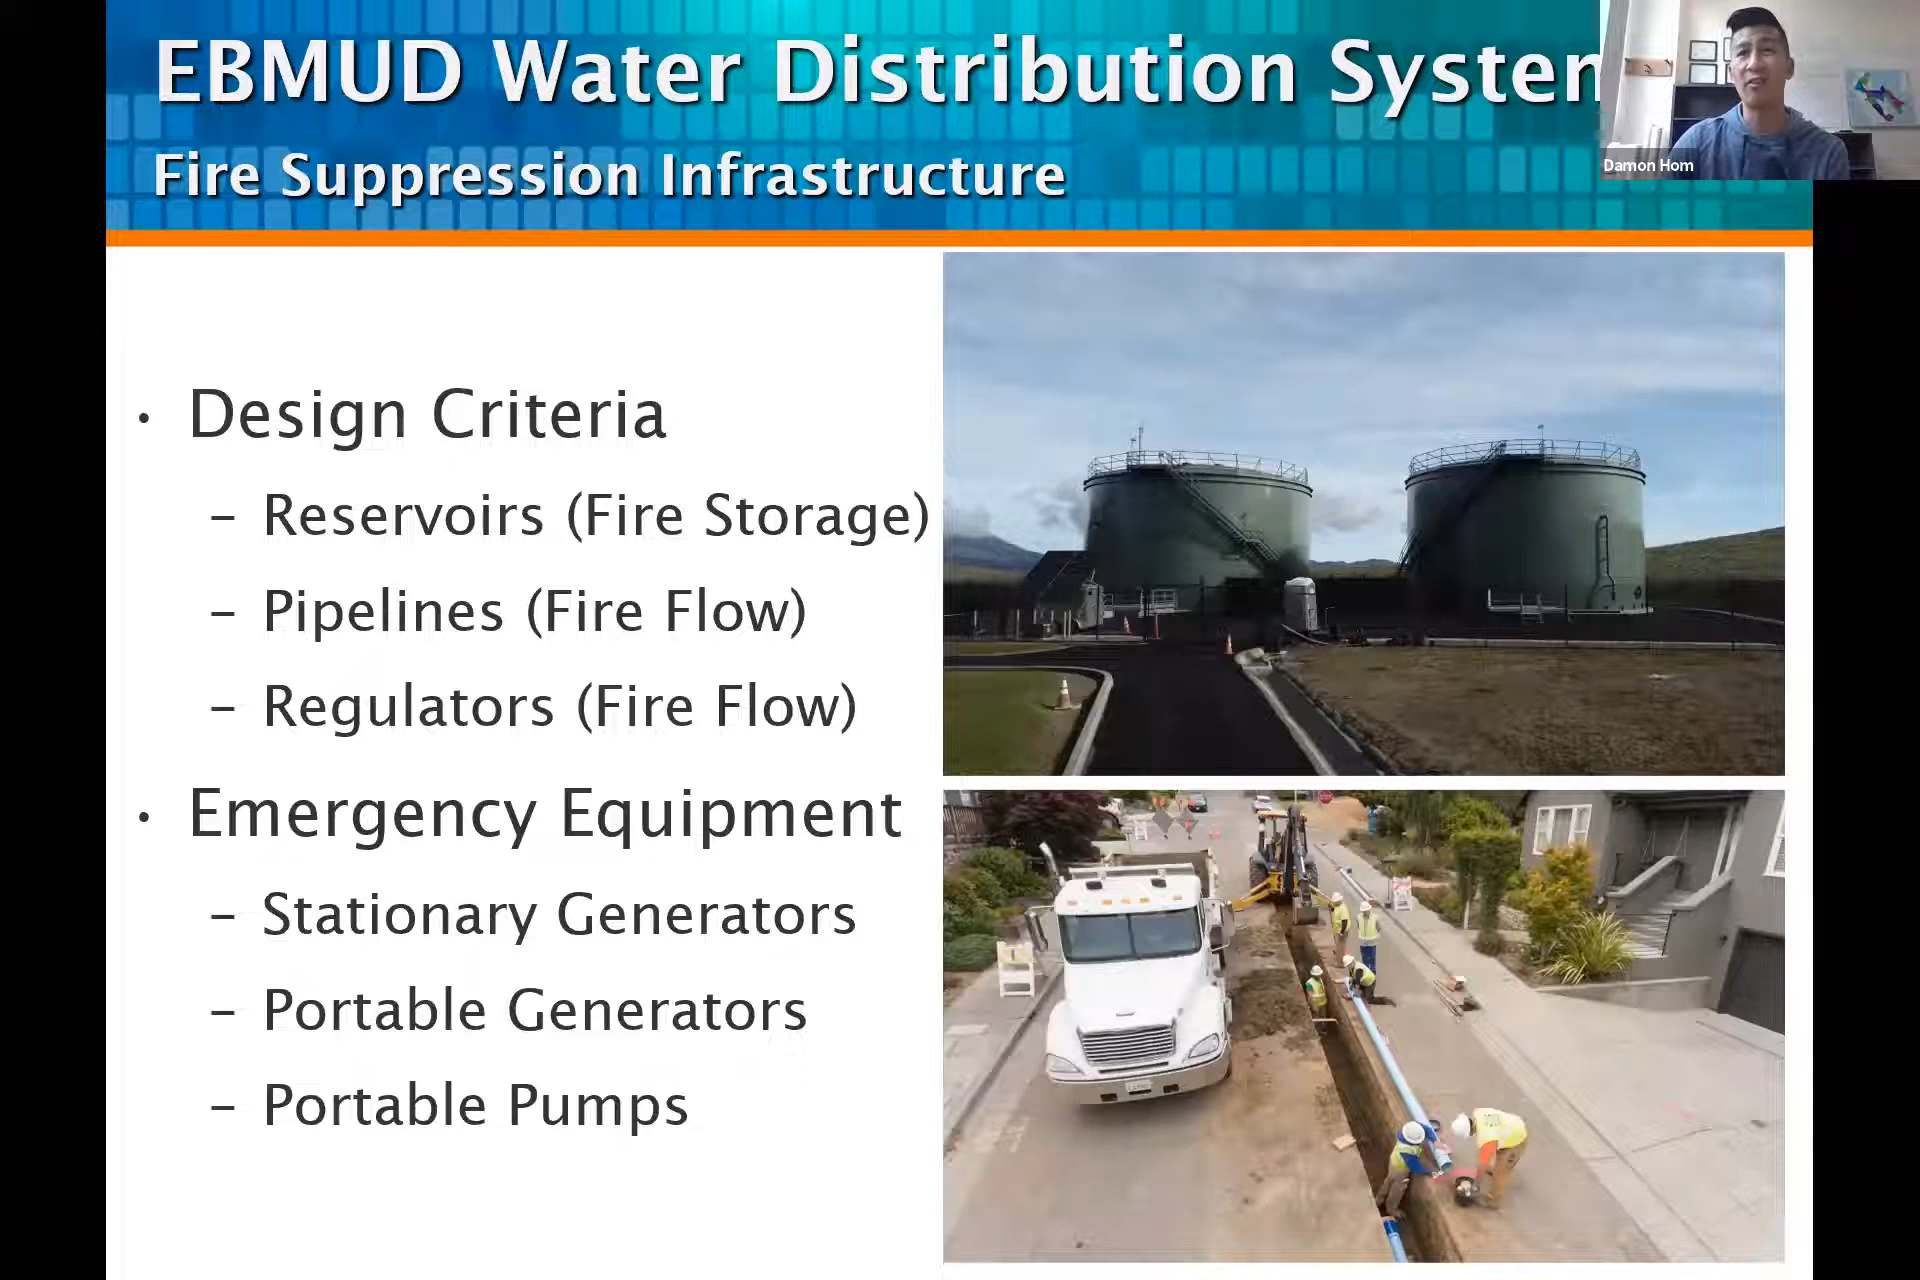 EBMUD Water Distribution System
Damon Hom
Fire Suppression Infrastructure
• Design Criteria
– Reservoirs (Fire Storage)
– Pipelines (Fire Flow)
– Regulators (Fire Flow)
• Emergency Equipment
– Stationary Generators
– Portable Generators
– Portable Pumps